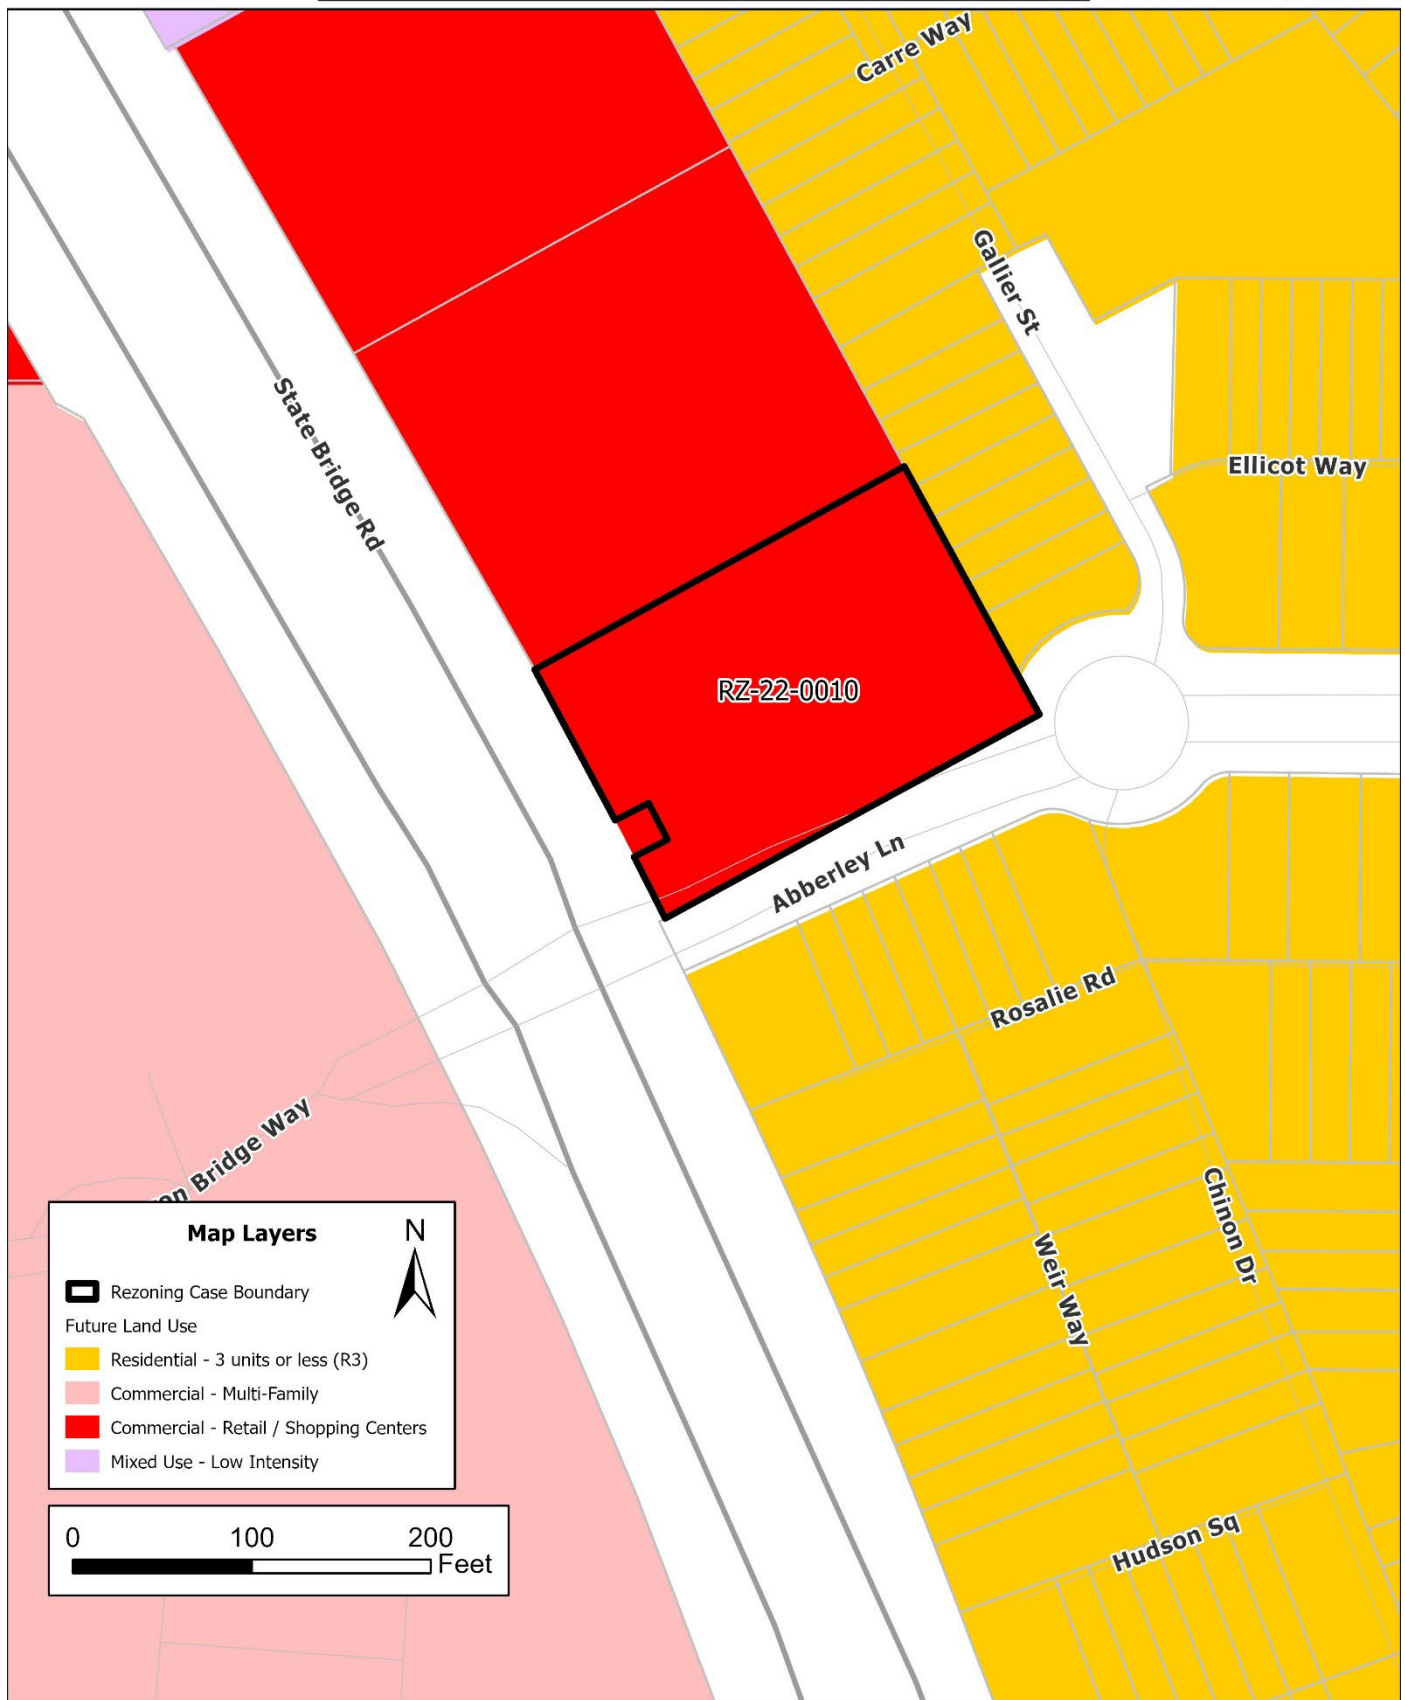 Carre Way
Gallier St
State Bridge Rd
Ellicot Way
RZ-22-0010
Abberley Ln
Rosalie Rd
Bridge Way
Chinon Dr
Weir Way
Hudson Sq
Map Layers
N
Rezoning Case Boundary
Future Land Use
Residential - 3 units or less (R3)
Commercial - Multi-Family
Commercial - Retail / Shopping Centers
Mixed Use - Low Intensity
0 100 200
Feet